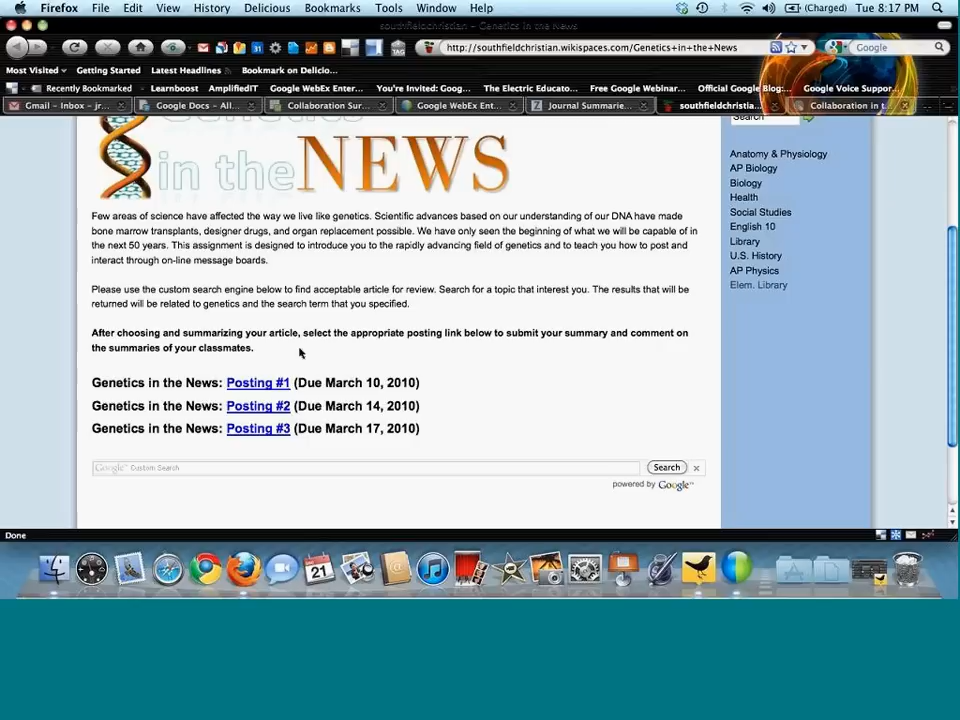 Firefox File Edit View History Delicious Bookmarks Tools Window Help (Charged) Tue 8:17 PM
southfieldchristian - Genetics in the News
http://southfieldchristian.wikispaces.com/Genetics+in+the+News Google
Most Visited Getting Started Latest Headlines Bookmark on Delicio...
Recently Bookmarked Learnboost AmplifiedIT Google WebEx Enter... You're Invited: Goog... The Electric Educato... Free Google Webinar... Official Google Blog:... Google Voice Suppor...
Gmail - Inbox - jr... Google Docs - All... Collaboration Sur... Google WebEx Ent... Journal Summarie... southfieldchristia... Collaboration in t...
Genetics
in the NEWS
Search
Anatomy & Physiology
AP Biology
Biology
Health
Social Studies
English 10
Library
U.S. History
AP Physics
Elem. Library
Few areas of science have affected the way we live like genetics. Scientific advances based on our understanding of our DNA have made
bone marrow transplants, designer drugs, and organ replacement possible. We have only seen the beginning of what we will be capable of in
the next 50 years. This assignment is designed to introduce you to the rapidly advancing field of genetics and to teach you how to post and
interact through on-line message boards.
Please use the custom search engine below to find acceptable article for review. Search for a topic that interest you. The results that will be
returned will be related to genetics and the search term that you specified.
After choosing and summarizing your article, select the appropriate posting link below to submit your summary and comment on
the summaries of your classmates.
Genetics in the News: Posting #1 (Due March 10, 2010)
Genetics in the News: Posting #2 (Due March 14, 2010)
Genetics in the News: Posting #3 (Due March 17, 2010)
Google™ Custom Search Search
powered by Google™
Done
21